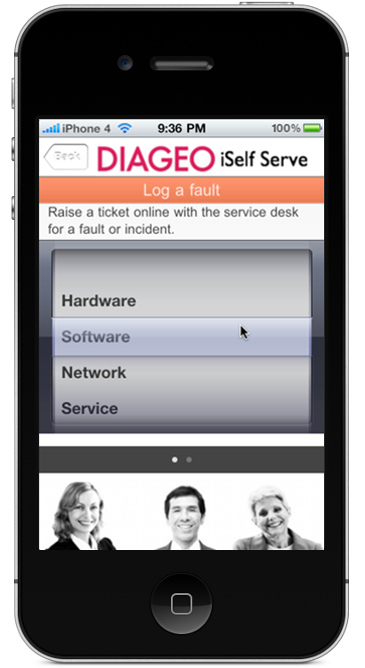 iPhone 4 9:36 PM 100%
Back DIAGEO iSelf Serve
Log a fault
Raise a ticket online with the service desk
for a fault or incident.
Hardware
Software
Network
Service